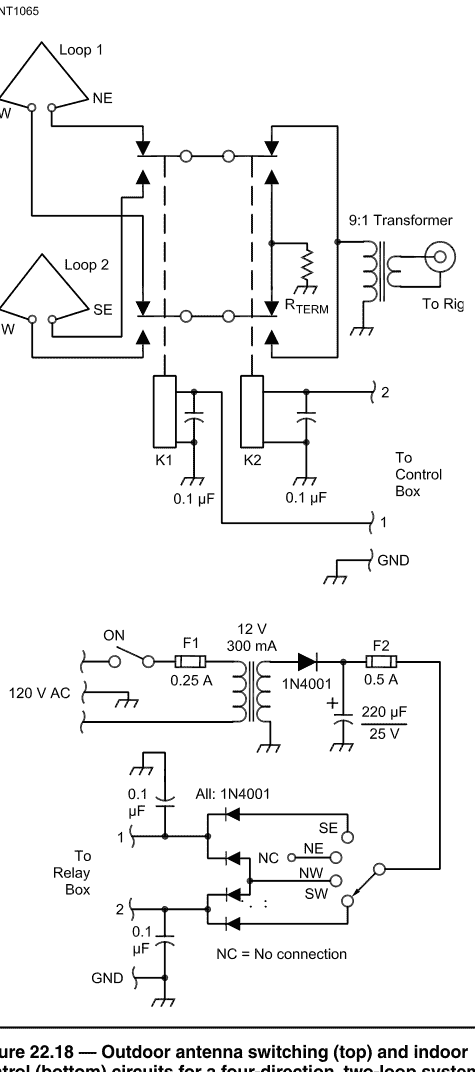 NT1065
Loop 1
NE
W
Loop 2
SE
W
9:1 Transformer
RTERM
To Rig
2
K1
K2
0.1 µF
0.1 µF
To
Control
Box
1
GND
ON
F1
0.25 A
12 V
300 mA
1N4001
F2
0.5 A
120 V AC
+
220 µF
25 V
0.1
µF
All: 1N4001
1
SE
NC
NE
NW
SW
To
Relay
Box
2
0.1
µF
NC = No connection
GND
ure 22.18 — Outdoor antenna switching (top) and indoor
ntrol (bottom) circuits for a four-direction, two-loop system